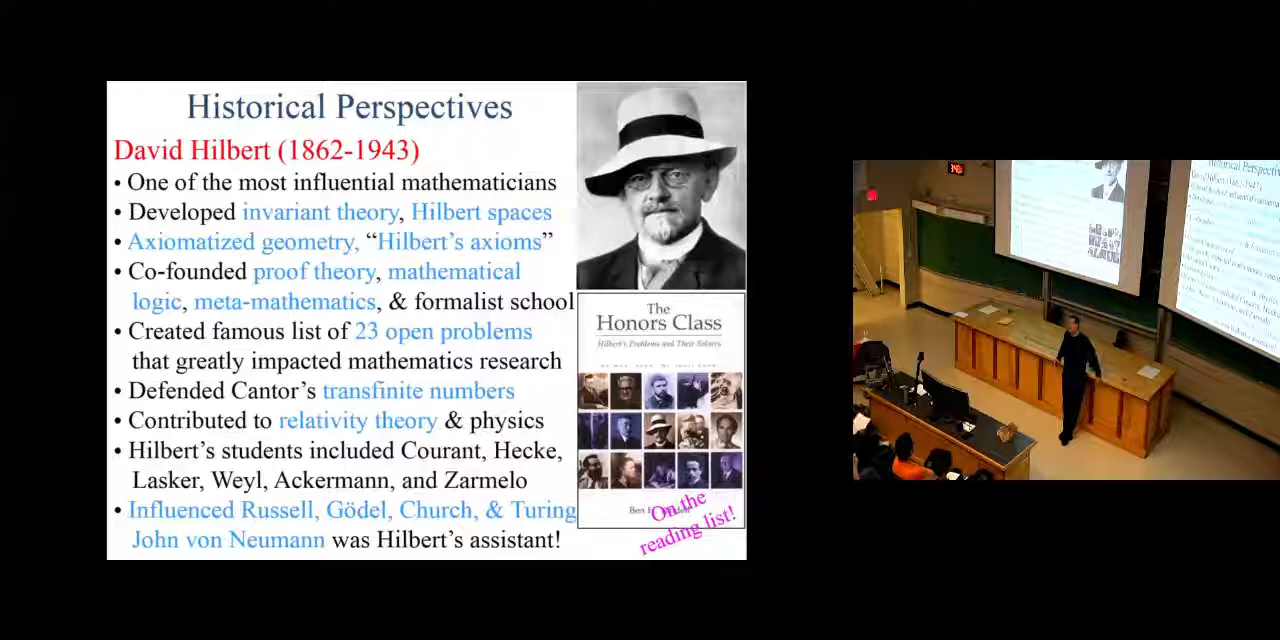 Historical Perspectives
David Hilbert (1862-1943)
• One of the most influential mathematicians
• Developed invariant theory, Hilbert spaces
• Axiomatized geometry, “Hilbert’s axioms”
• Co-founded proof theory, mathematical
logic, meta-mathematics, & formalist school
• Created famous list of 23 open problems
that greatly impacted mathematics research
• Defended Cantor’s transfinite numbers
• Contributed to relativity theory & physics
• Hilbert’s students included Courant, Hecke,
Lasker, Weyl, Ackermann, and Zarmelo
• Influenced Russell, Gödel, Church, & Turing
John von Neumann was Hilbert’s assistant!
The
Honors Class
Hilbert's Problems and Their Solvers
On the
reading list!
Historical
David Hilbert